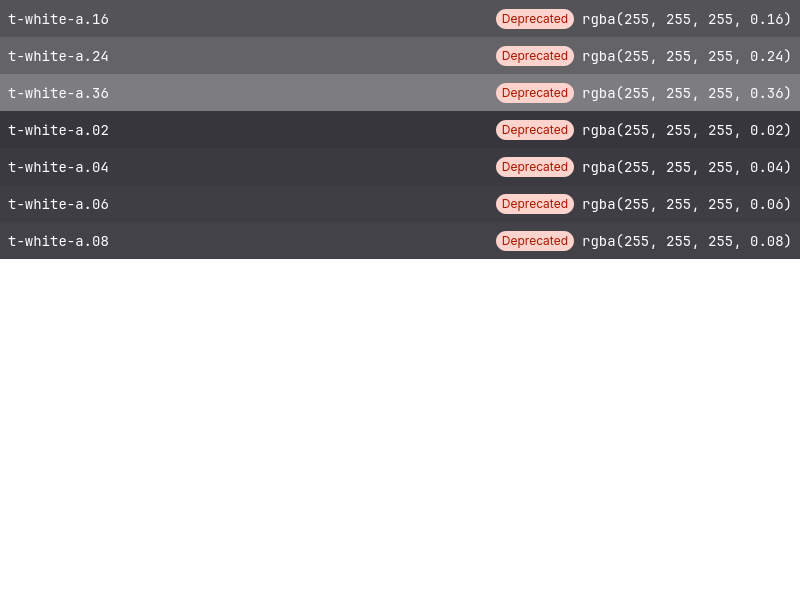 t-white-a.16 Deprecated rgba(255, 255, 255, 0.16)
t-white-a.24 Deprecated rgba(255, 255, 255, 0.24)
t-white-a.36 Deprecated rgba(255, 255, 255, 0.36)
t-white-a.02 Deprecated rgba(255, 255, 255, 0.02)
t-white-a.04 Deprecated rgba(255, 255, 255, 0.04)
t-white-a.06 Deprecated rgba(255, 255, 255, 0.06)
t-white-a.08 Deprecated rgba(255, 255, 255, 0.08)